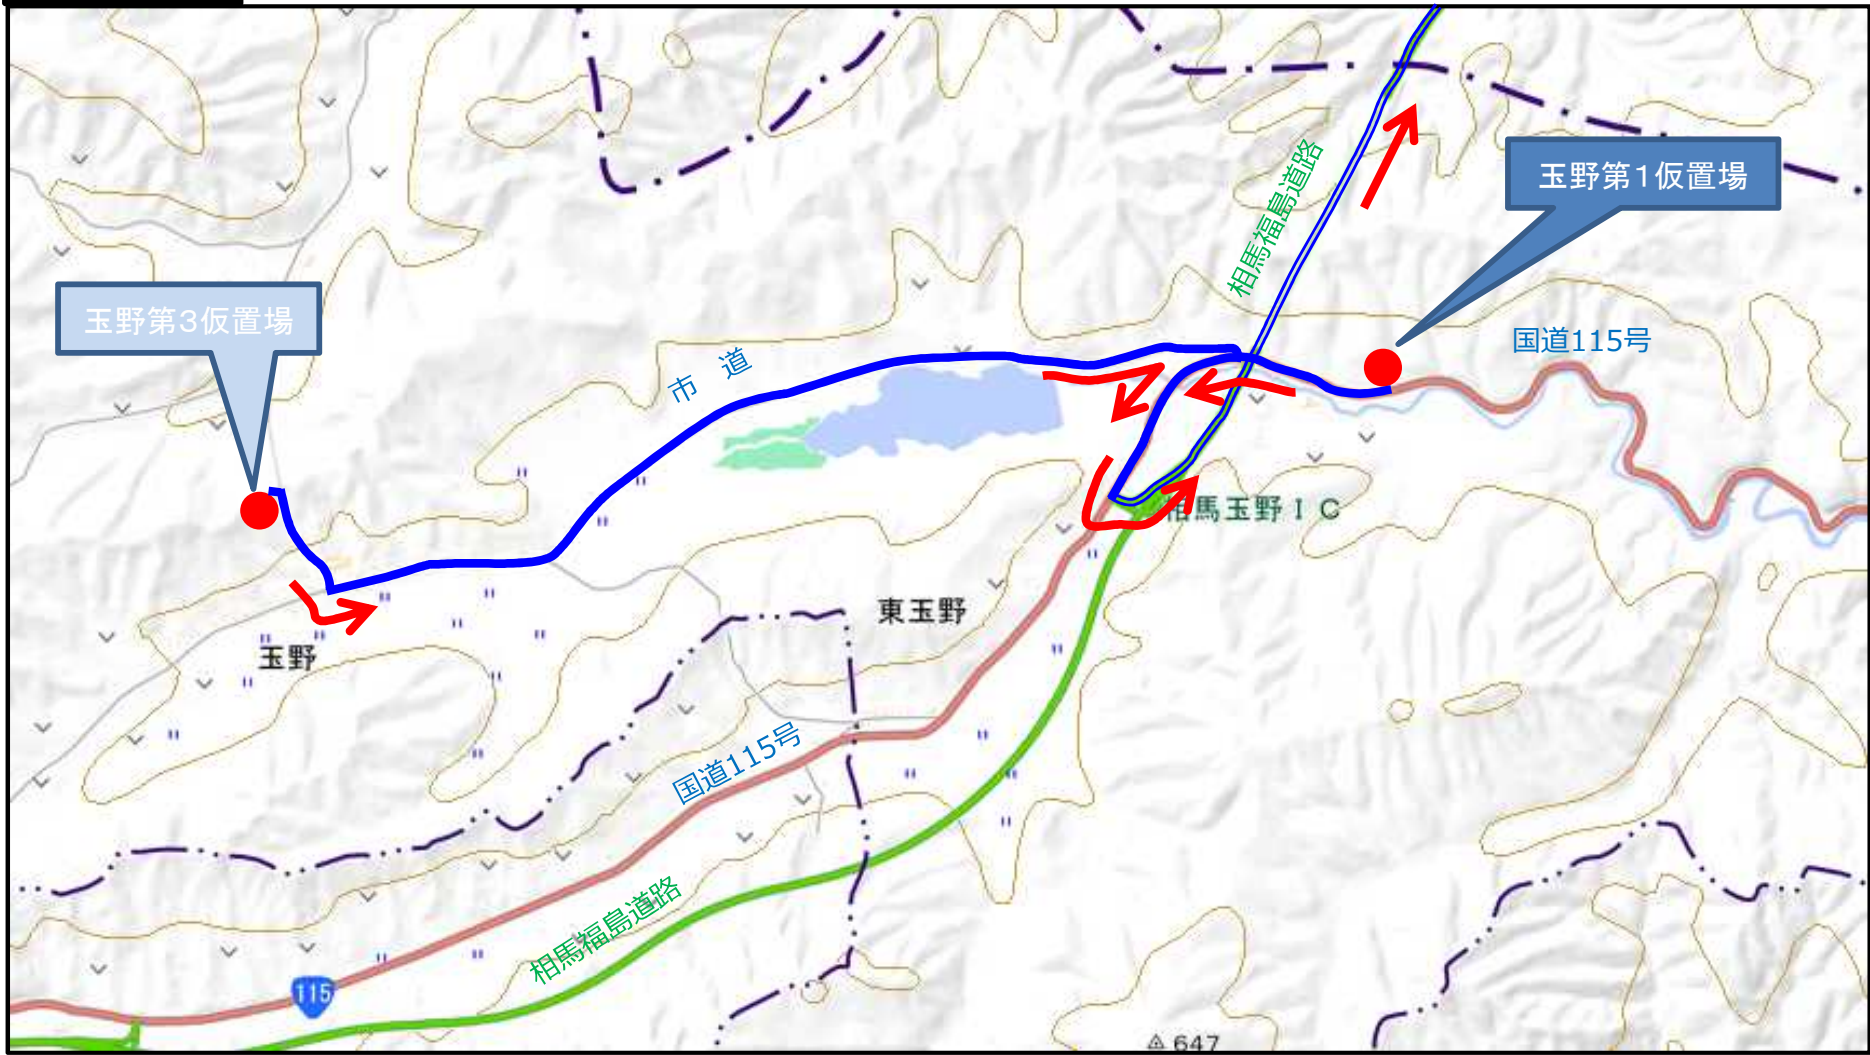 相馬福島道路
玉野第1仮置場
玉野第3仮置場
国道115号
市 道
相馬玉野IC
東玉野
玉野
国道115号
相馬福島道路
115
647